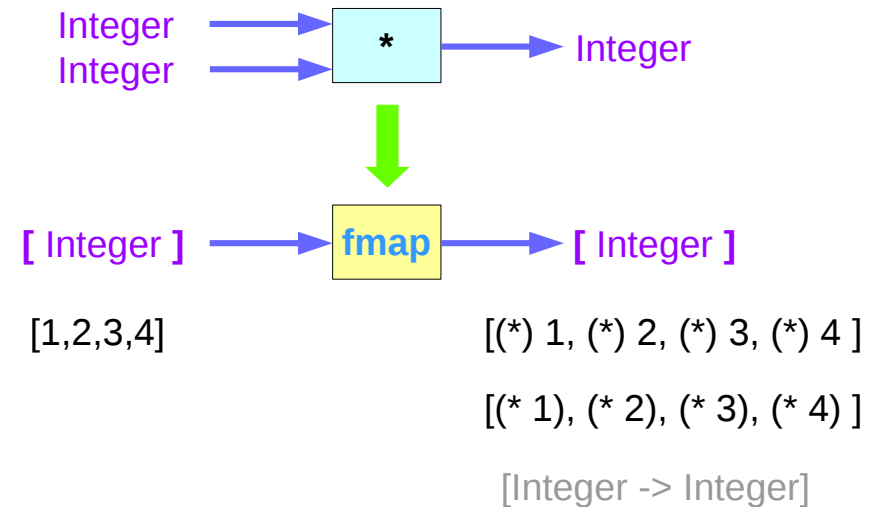 Integer
Integer
*
Integer
[ Integer ]
fmap
[ Integer ]
[1,2,3,4]
[(*) 1, (*) 2, (*) 3, (*) 4 ]
[(* 1), (* 2), (* 3), (* 4) ]
[Integer -> Integer]